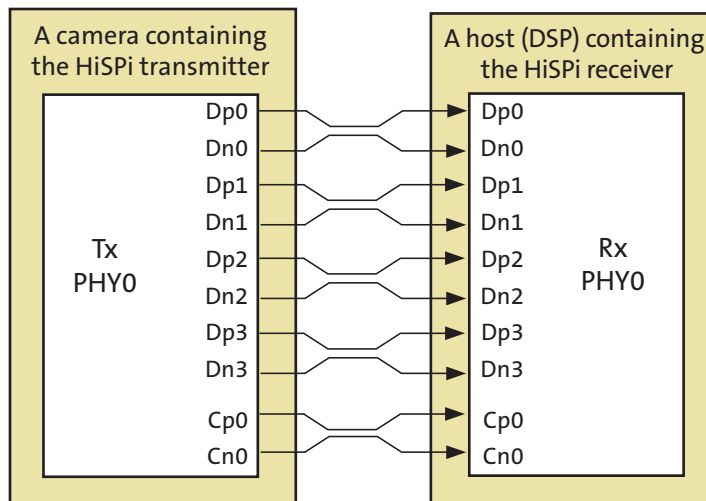 A camera containing
the HiSPi transmitter
A host (DSP) containing
the HiSPi receiver
Dp0
Dn0
Dp1
Dn1
Dp2
Dn2
Dp3
Dn3
Cp0
Cn0
Tx
PHY0
Dp0
Dn0
Dp1
Dn1
Dp2
Dn2
Dp3
Dn3
Cp0
Cn0
Rx
PHY0